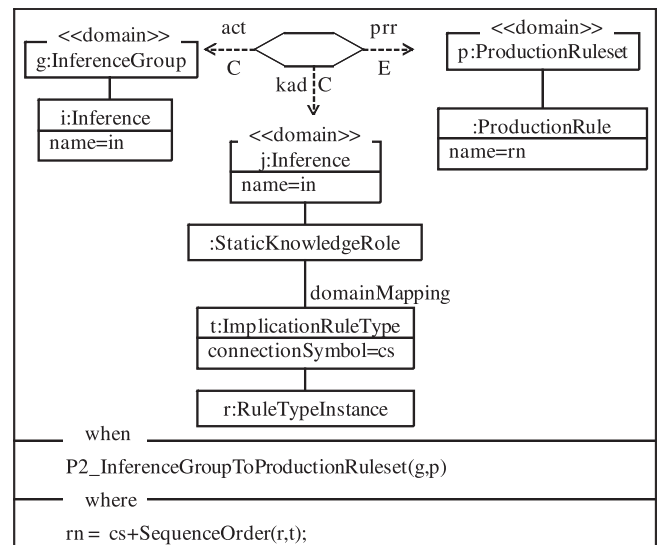 <<domain>>
g:InferenceGroup
i:Inference
name=in
act
C
prr
E
kad C
<<domain>>
p:ProductionRuleset
:ProductionRule
name=rn
<<domain>>
j:Inference
name=in
:StaticKnowledgeRole
domainMapping
t:ImplicationRuleType
connectionSymbol=cs
r:RuleTypeInstance
when
P2_InferenceGroupToProductionRuleset(g,p)
where
rn = cs+SequenceOrder(r,t);